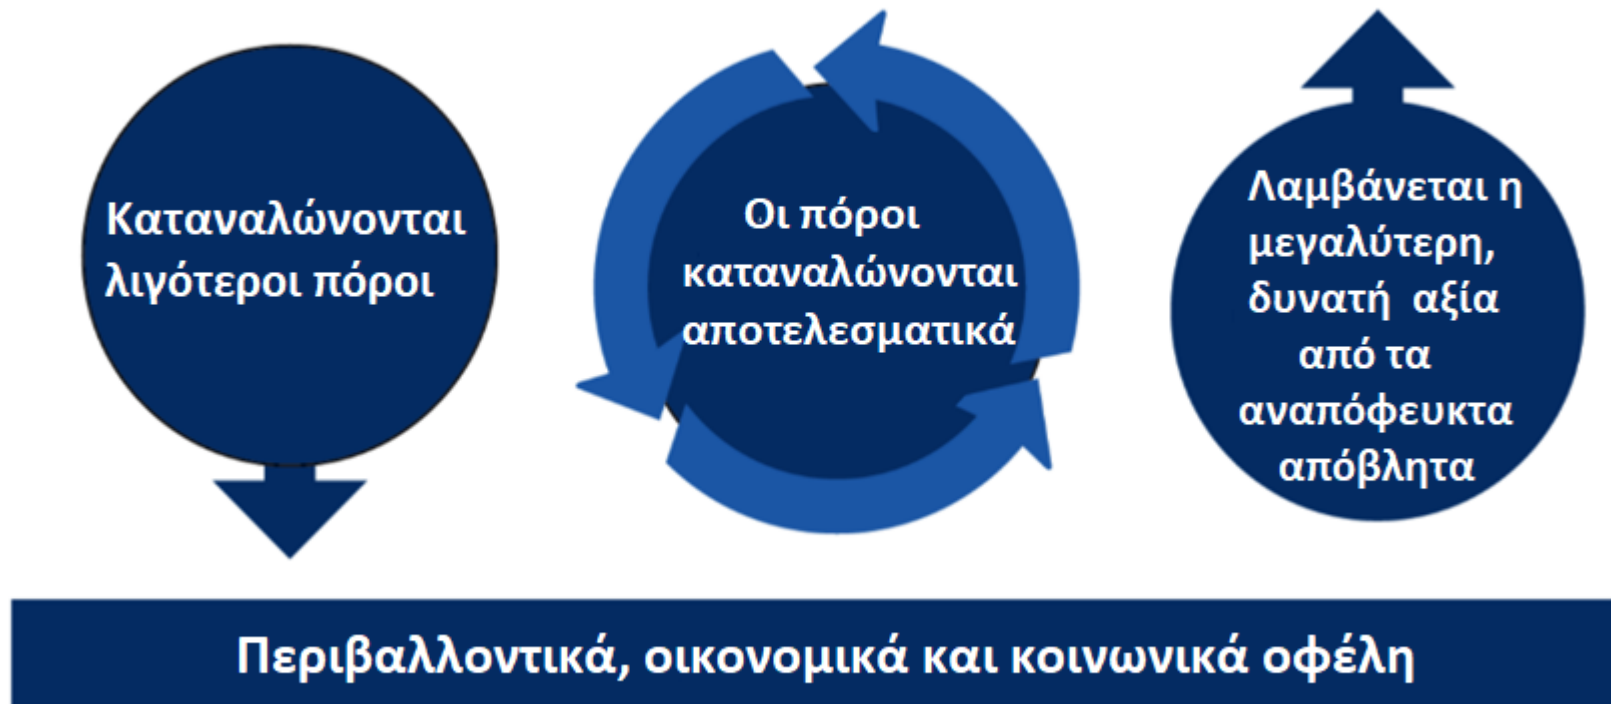 Καταναλώνονται
λιγότεροι πόροι
Οι πόροι
καταναλώνονται
αποτελεσματικά
Λαμβάνεται η
μεγαλύτερη,
δυνατή αξία
από τα
αναπόφευκτα
απόβλητα
Περιβαλλοντικά, οικονομικά και κοινωνικά οφέλη